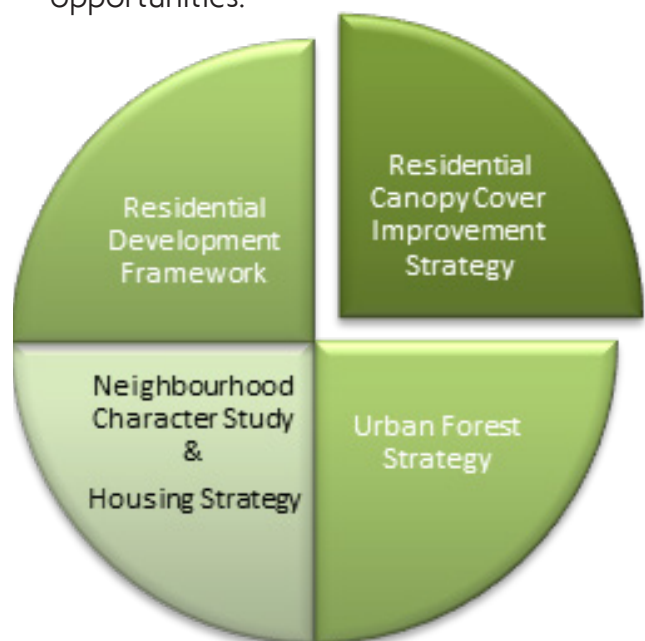 opportunities.
Residential
Development
Framework
Residential
Canopy Cover
Improvement
Strategy
Neighbourhood
Character Study
&
Housing Strategy
Urban Forest
Strategy